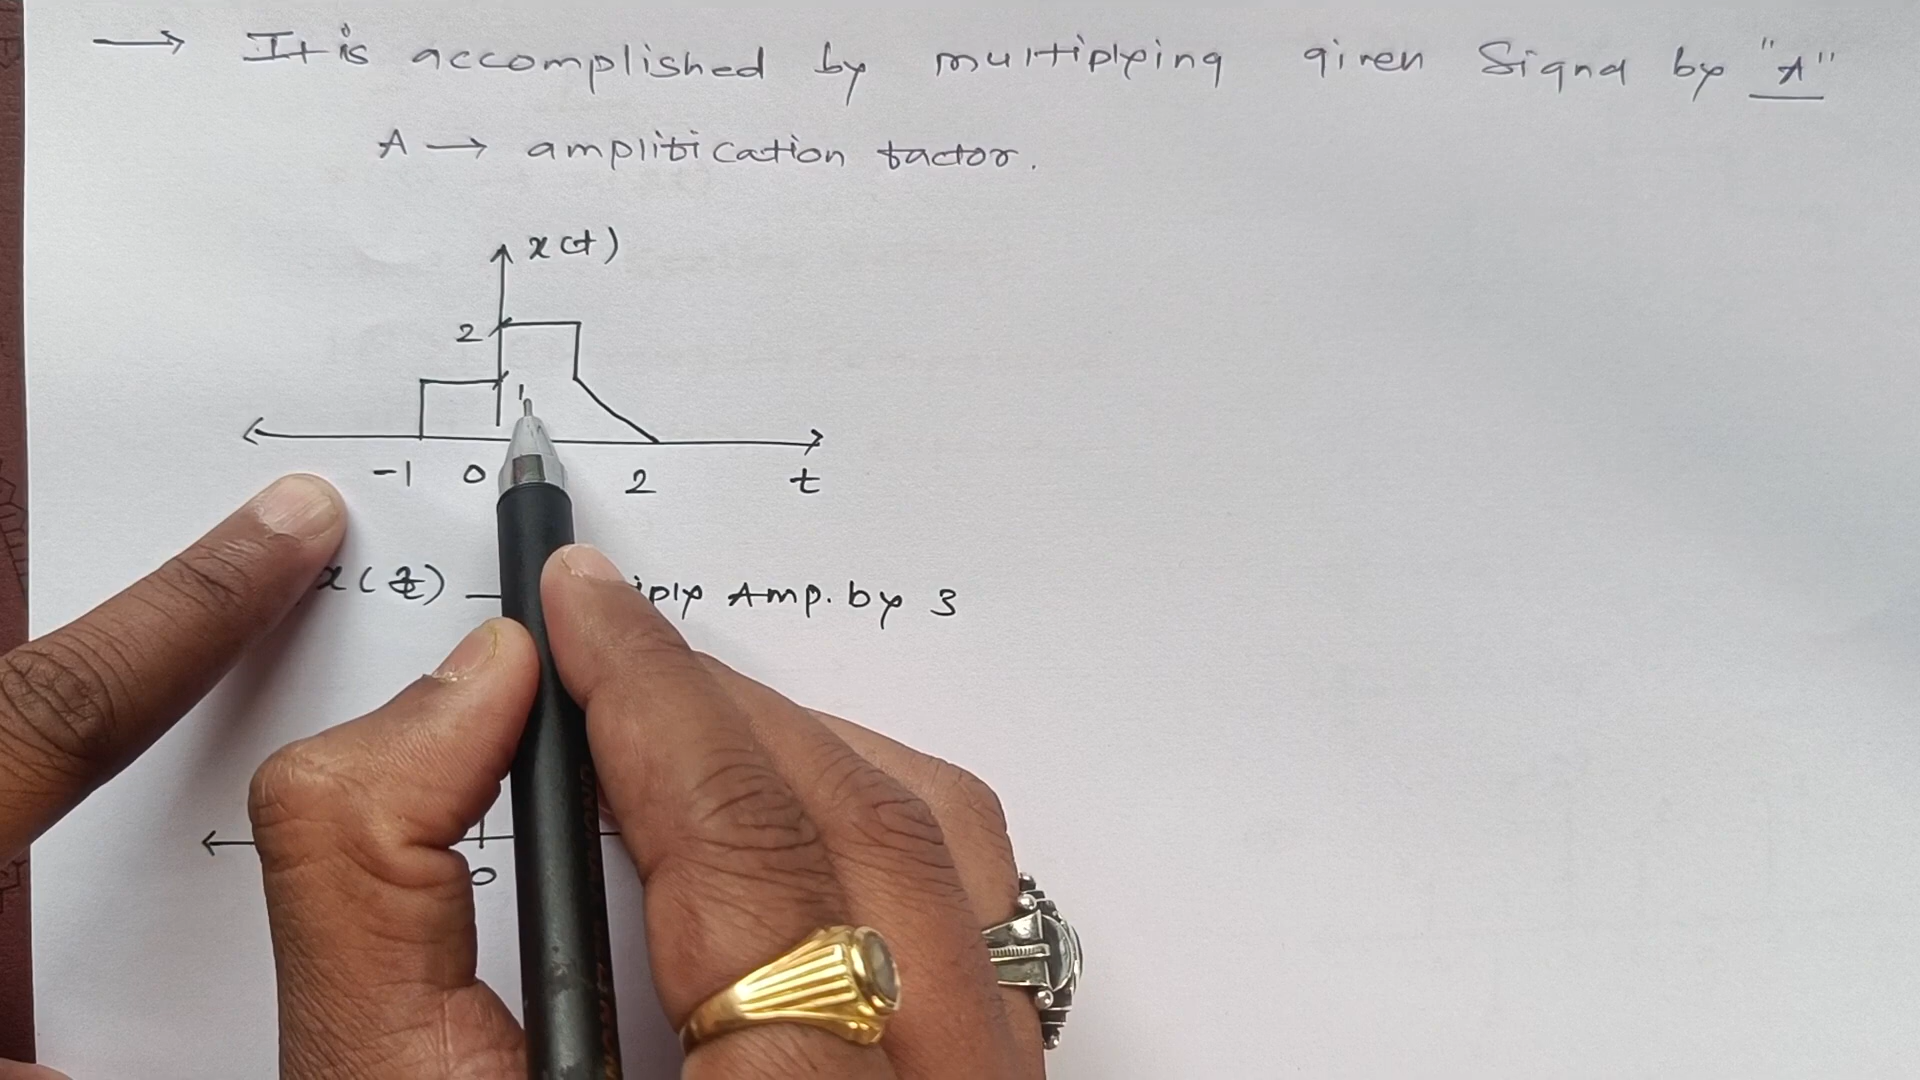 → It is accomplished by multiplying given Signal by "A"
A → amplification factor.
x(t)
2
1
-1 0 2 t
x(t) — iply Amp. by 3
0